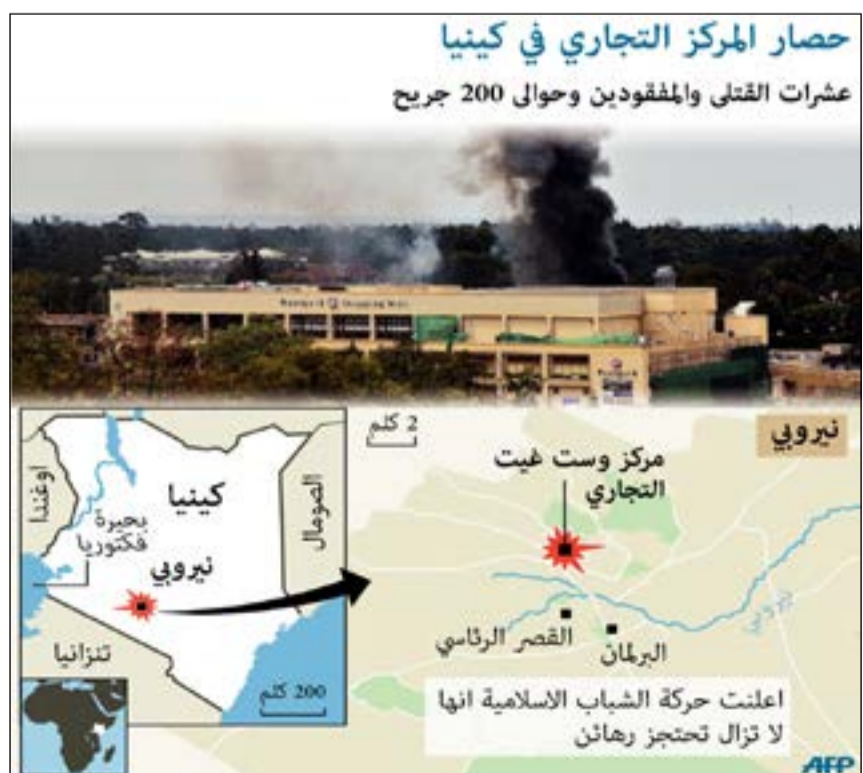 حصار المركز التجاري في كينيا
عشرات القتلى والمفقودين وحوالى 200 جريح
Shopping Mall
نيروبي
2 كلم
مركز وست غيت
التجاري
القصر الرئاسي
البرلمان
اوغندا
كينيا
الصومال
بحيرة
فكتوريا
نيروبي
تنزانيا
200 كلم
اعلنت حركة الشباب الاسلامية انها
لا تزال تحتجز رهائن
AFP